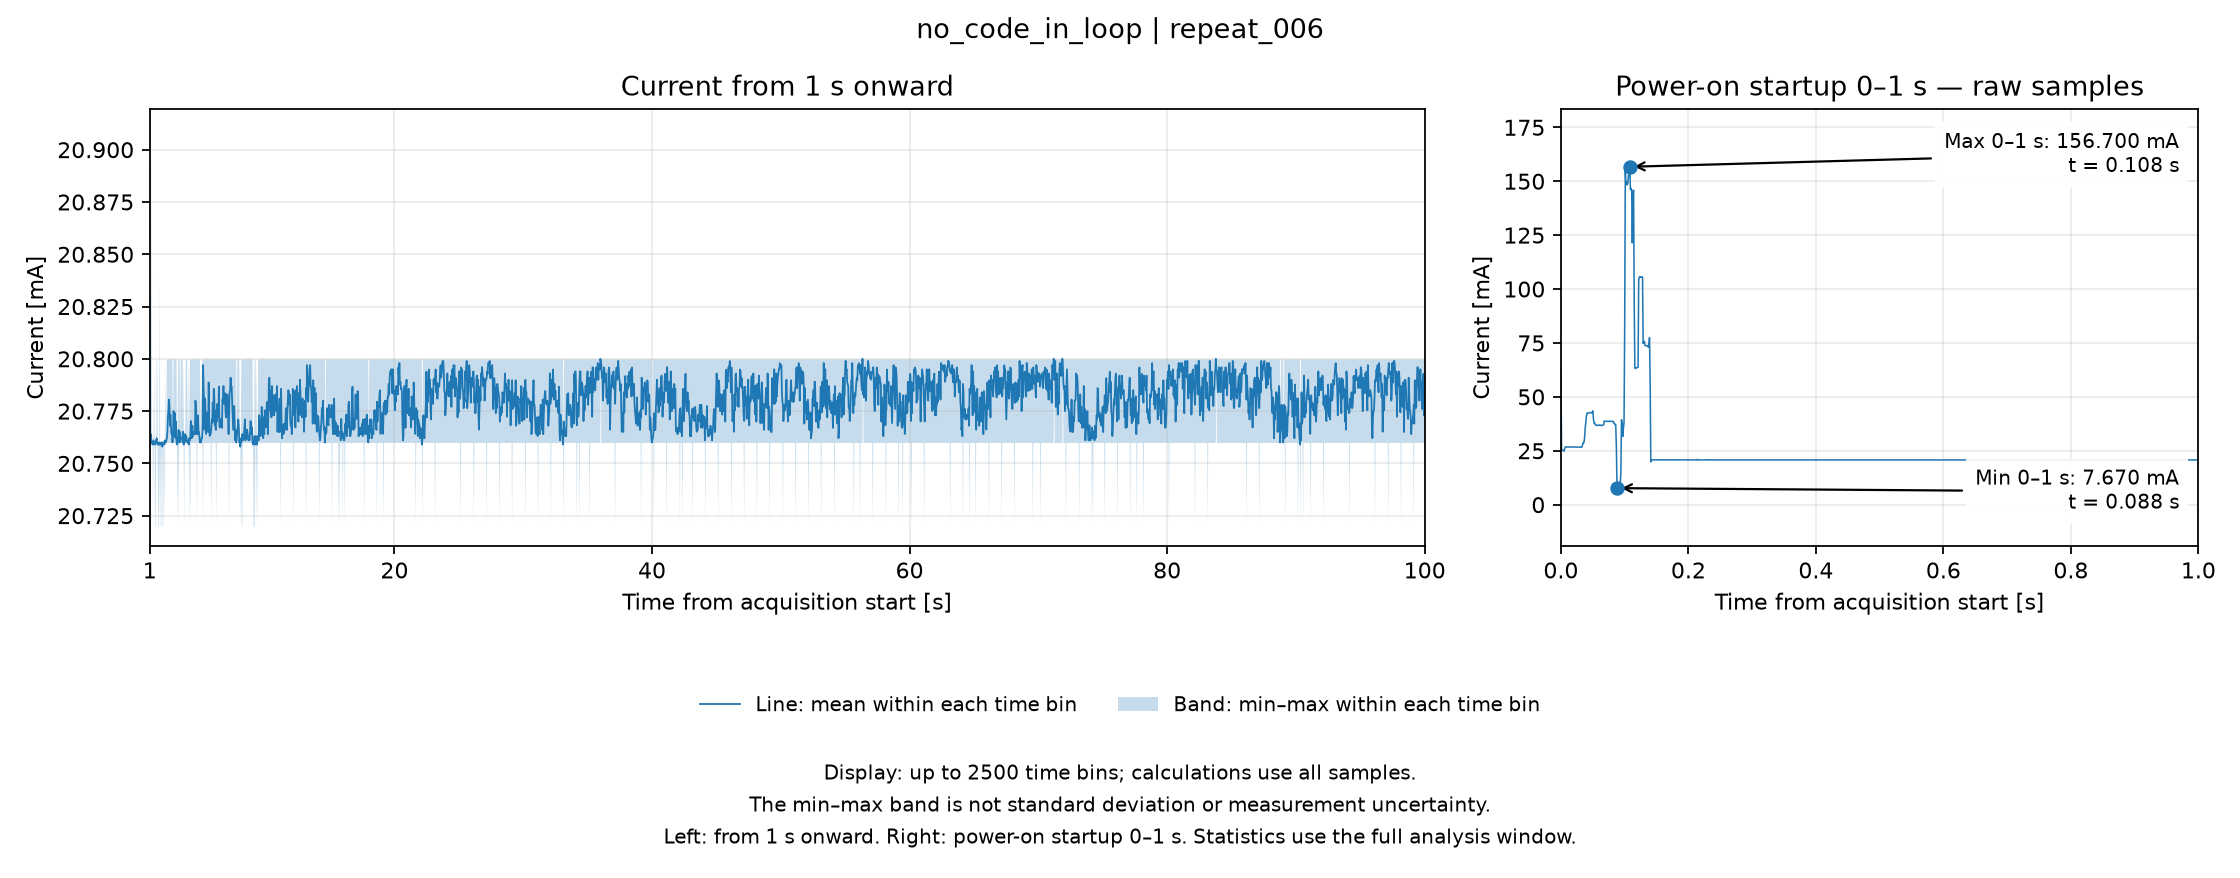 no_code_in_loop | repeat_006
Current from 1 s onward
Power-on startup 0–1 s — raw samples
Current [mA]
20.900
20.875
20.850
20.825
20.800
20.775
20.750
20.725
1
20
40
60
80
100
Time from acquisition start [s]
Current [mA]
175
150
125
100
75
50
25
0
Max 0–1 s: 156.700 mA
t = 0.108 s
Min 0–1 s: 7.670 mA
t = 0.088 s
0.0
0.2
0.4
0.6
0.8
1.0
Time from acquisition start [s]
Line: mean within each time bin
Band: min–max within each time bin
Display: up to 2500 time bins; calculations use all samples.
The min–max band is not standard deviation or measurement uncertainty.
Left: from 1 s onward. Right: power-on startup 0–1 s. Statistics use the full analysis window.